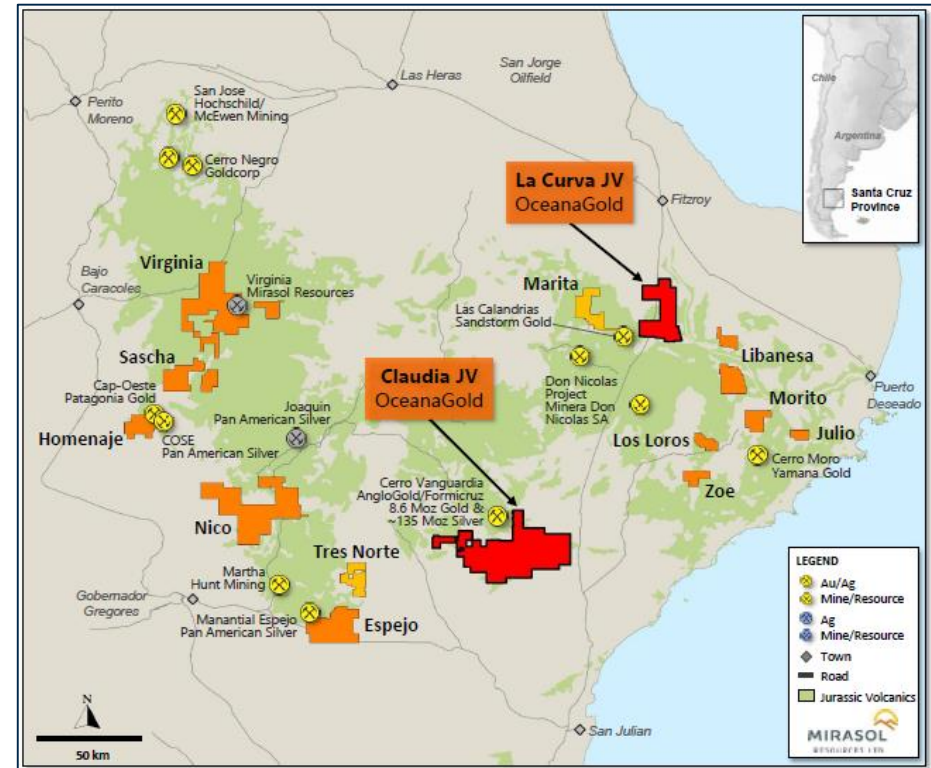 San Jorge
Oilfield
Las Heras
Perito
Moreno
San Jose
Hochschild/
McEwen Mining
Cerro Negro
Goldcorp
Chile
Argentina
Santa Cruz
Province
La Curva JV
OceanaGold
Fitzroy
Virginia
Bajo
Caracoles
Virginia
Mirasol Resources
Marita
Las Calandrias
Sandstorm Gold
Sascha
Libanesa
Claudia JV
OceanaGold
Cap-Oeste
Patagonia Gold
Don Nicolas
Project
Minera Don
Nicolas SA
Puerto
Deseado
Morito
Joaquin
Pan American Silver
Homenaje
COSE
Pan American Silver
Los Loros
Julio
Cerro Moro
Yamana Gold
Zoe
Cerro Vanguardia
AngloGold/Formicruz
8.6 Moz Gold &
~135 Moz Silver
Nico
Tres Norte
Martha
Hunt Mining
Gobernador
Gregores
Manantial Espejo
Pan American Silver
Espejo
San Julian
LEGEND
Au/Ag
Mine/Resource
Ag
Mine/Resource
Town
Road
Jurassic Volcanics
MIRASOL
RESOURCES LTD
N
50 km